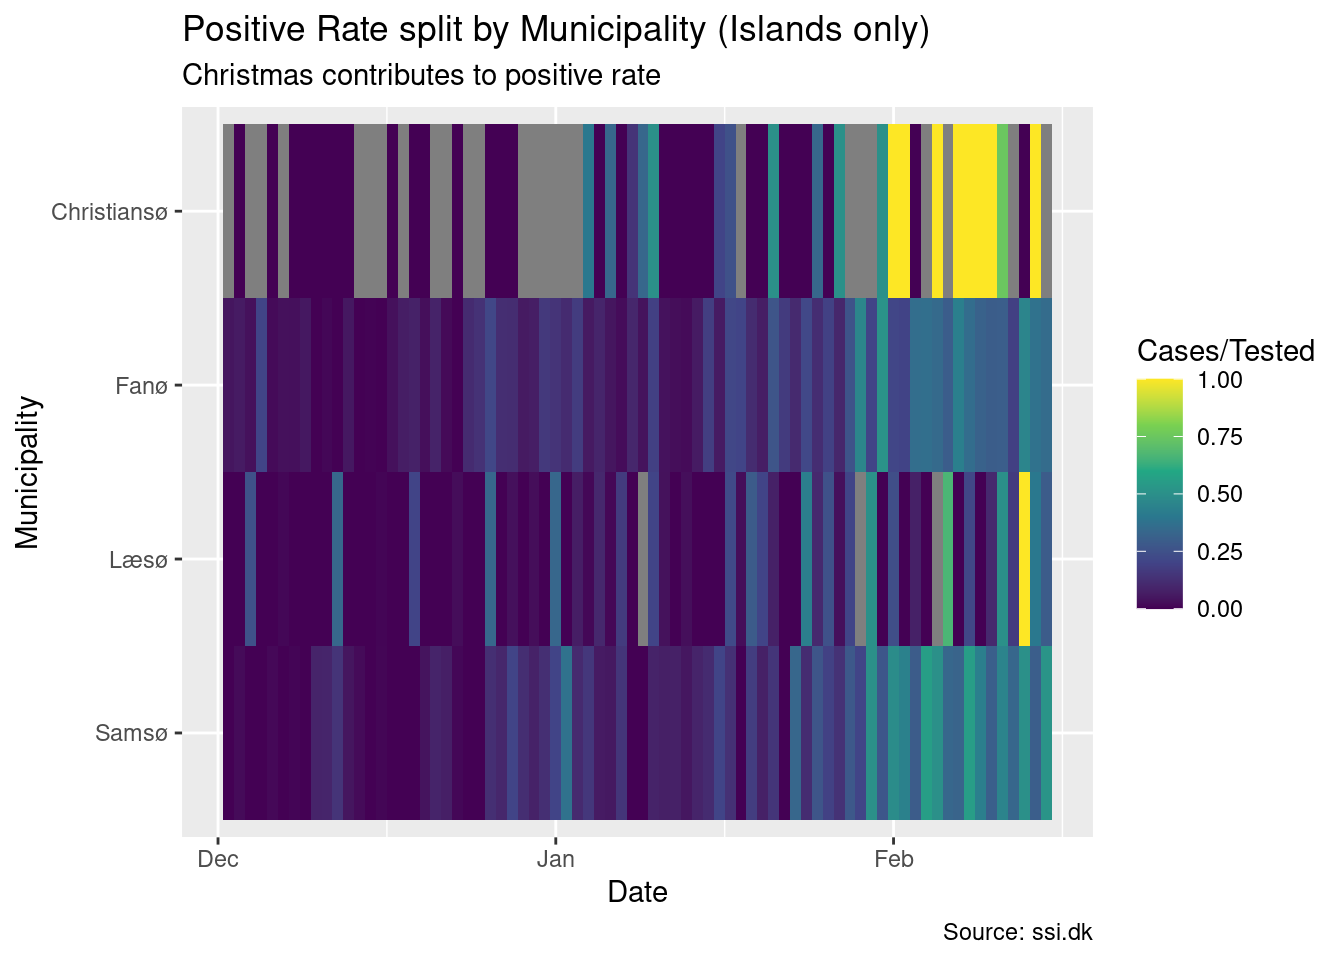 Positive Rate split by Municipality (Islands only)
Christmas contributes to positive rate
Municipality
Christiansø
Fanø
Læsø
Samsø
Dec
Jan
Feb
Date
Cases/Tested
1.00
0.75
0.50
0.25
0.00
Source: ssi.dk